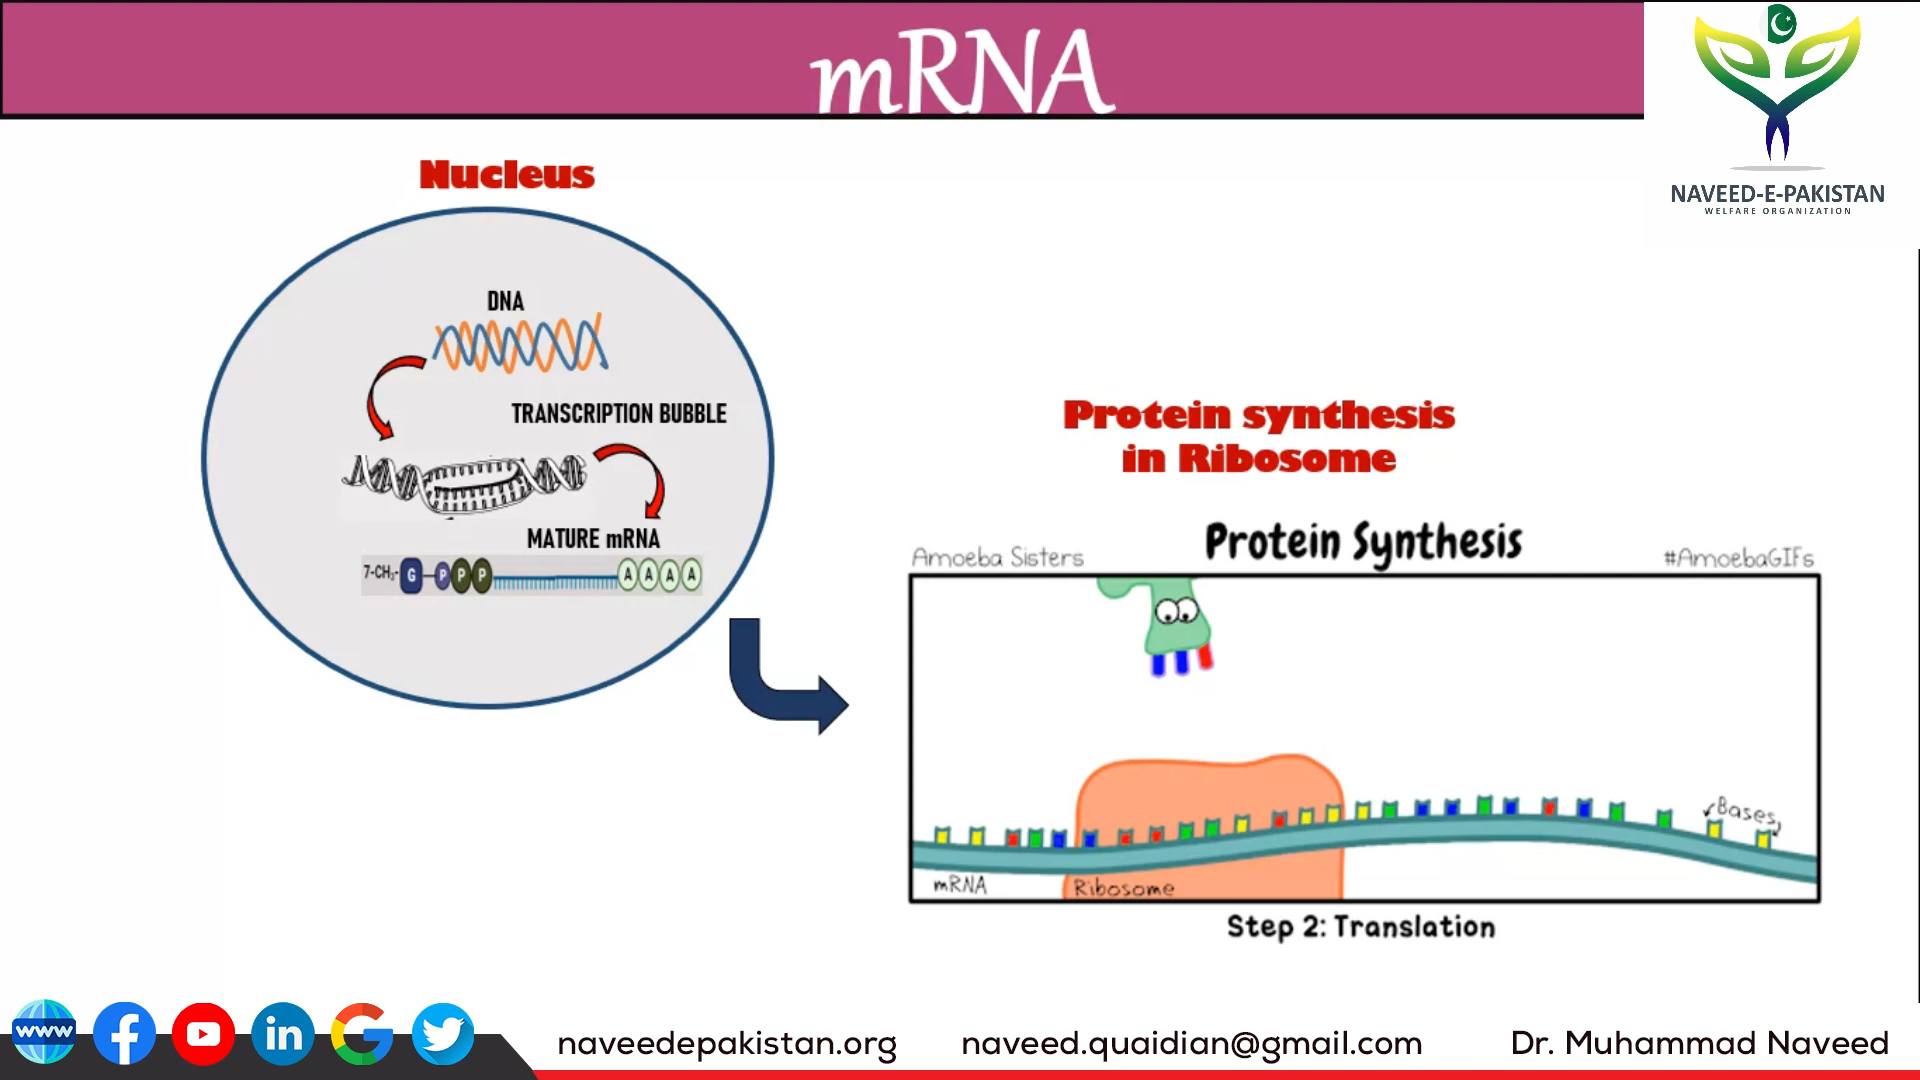 mRNA
NAVEED-E-PAKISTAN
WELFARE ORGANIZATION
Nucleus
DNA
TRANSCRIPTION BUBBLE
MATURE mRNA
7-CH₃- G P P P A A A A
Protein synthesis
in Ribosome
Protein Synthesis
Amoeba Sisters
#AmoebaGIFs
Bases
mRNA
Ribosome
Step 2: Translation
www
naveedepakistan.org naveed.quaidian@gmail.com Dr. Muhammad Naveed